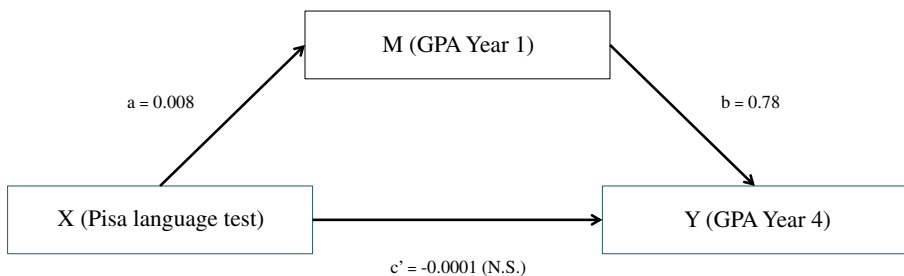 M (GPA Year 1)
a = 0.008
b = 0.78
X (Pisa language test)
Y (GPA Year 4)
c’ = -0.0001 (N.S.)